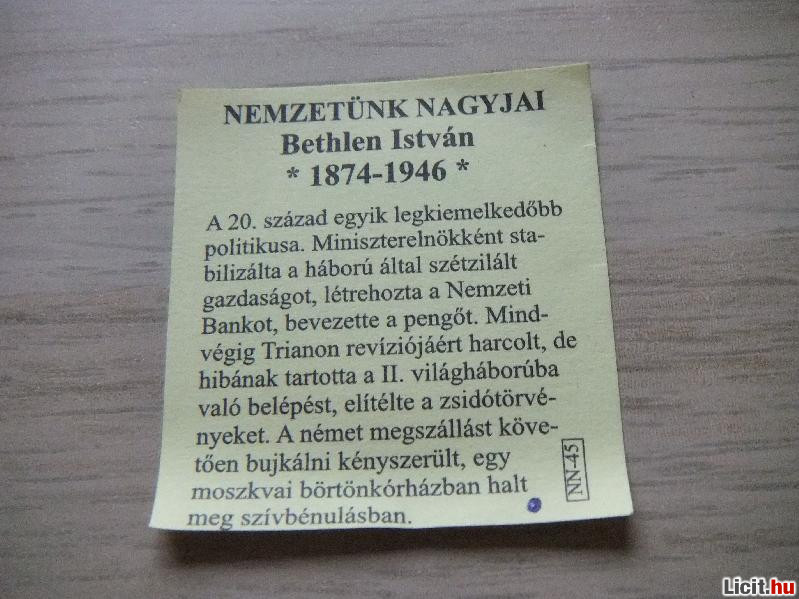 NEMZETÜNK NAGYJAI
Bethlen István
* 1874-1946 *
A 20. század egyik legkiemelkedőbb
politikusa. Miniszterelnökként sta-
bilizálta a háború által szétzilált
gazdaságot, létrehozta a Nemzeti
Bankot, bevezette a pengőt. Mind-
végig Trianon revíziójáért harcolt, de
hibának tartotta a II. világháborúba
való belépést, elítélte a zsidótörvé-
nyeket. A német megszállást köve-
tően bujkálni kényszerült, egy
moszkvai börtönkórházban halt
meg szívbénulásban.
NN-45
Licit.hu